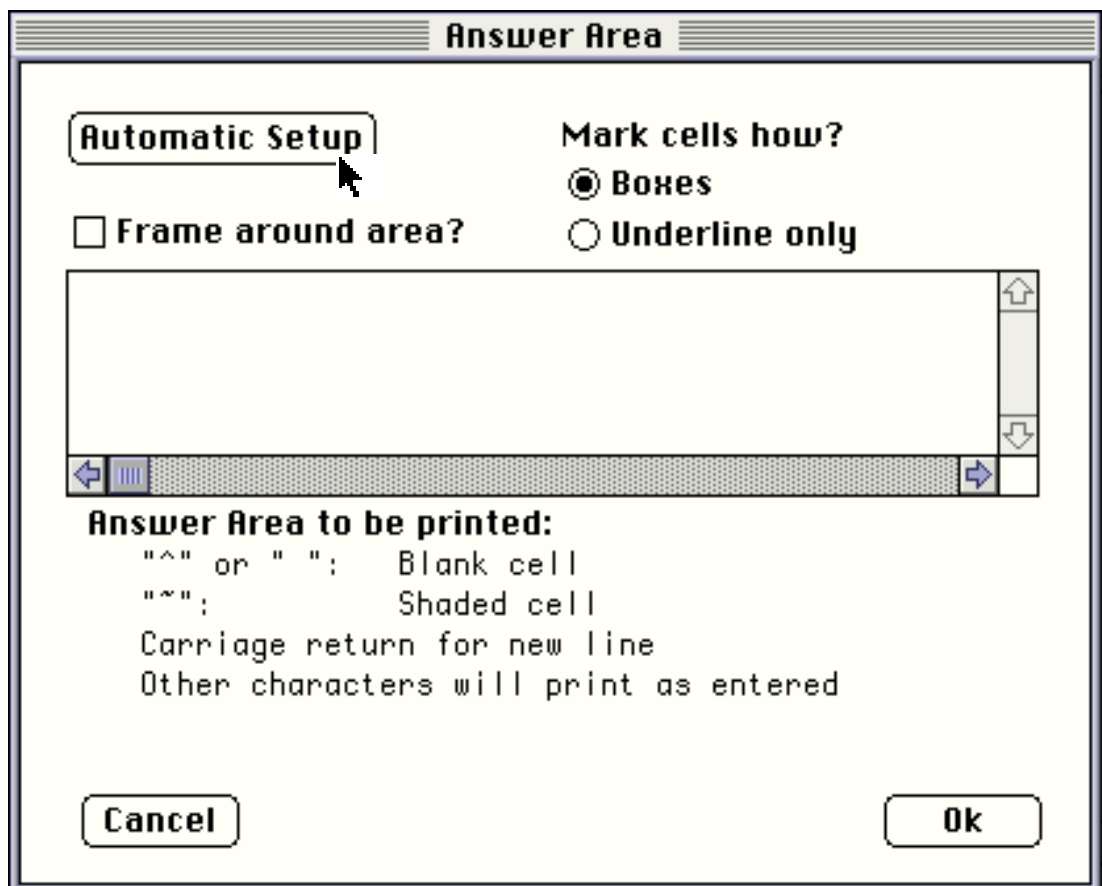 Answer Area
Automatic Setup
Mark cells how?
Boxes
Frame around area?
Underline only
Answer Area to be printed:
"^" or " ": Blank cell
"~": Shaded cell
Carriage return for new line
Other characters will print as entered
Cancel
Ok